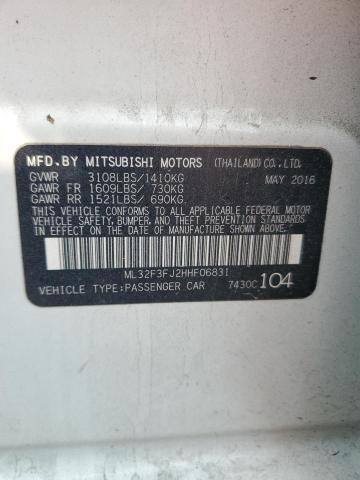 MFD.BY MITSUBISHI MOTORS (THAILAND) CO., LTD.
GVWR 3108LBS/1410KG MAY 2016
GAWR FR 1609LBS/ 730KG
GAWR RR 1521LBS/ 690KG
THIS VEHICLE CONFORMS TO ALL APPLICABLE
FEDERAL MOTOR VEHICLE SAFETY, BUMPER, AND THEFT
PREVENTION STANDARDS IN EFFECT ON THE DATE OF
MANUFACTURE SHOWN ABOVE.
ML32F3FJ2HHF06831
VEHICLE TYPE:PASSENGER CAR 7430C 104